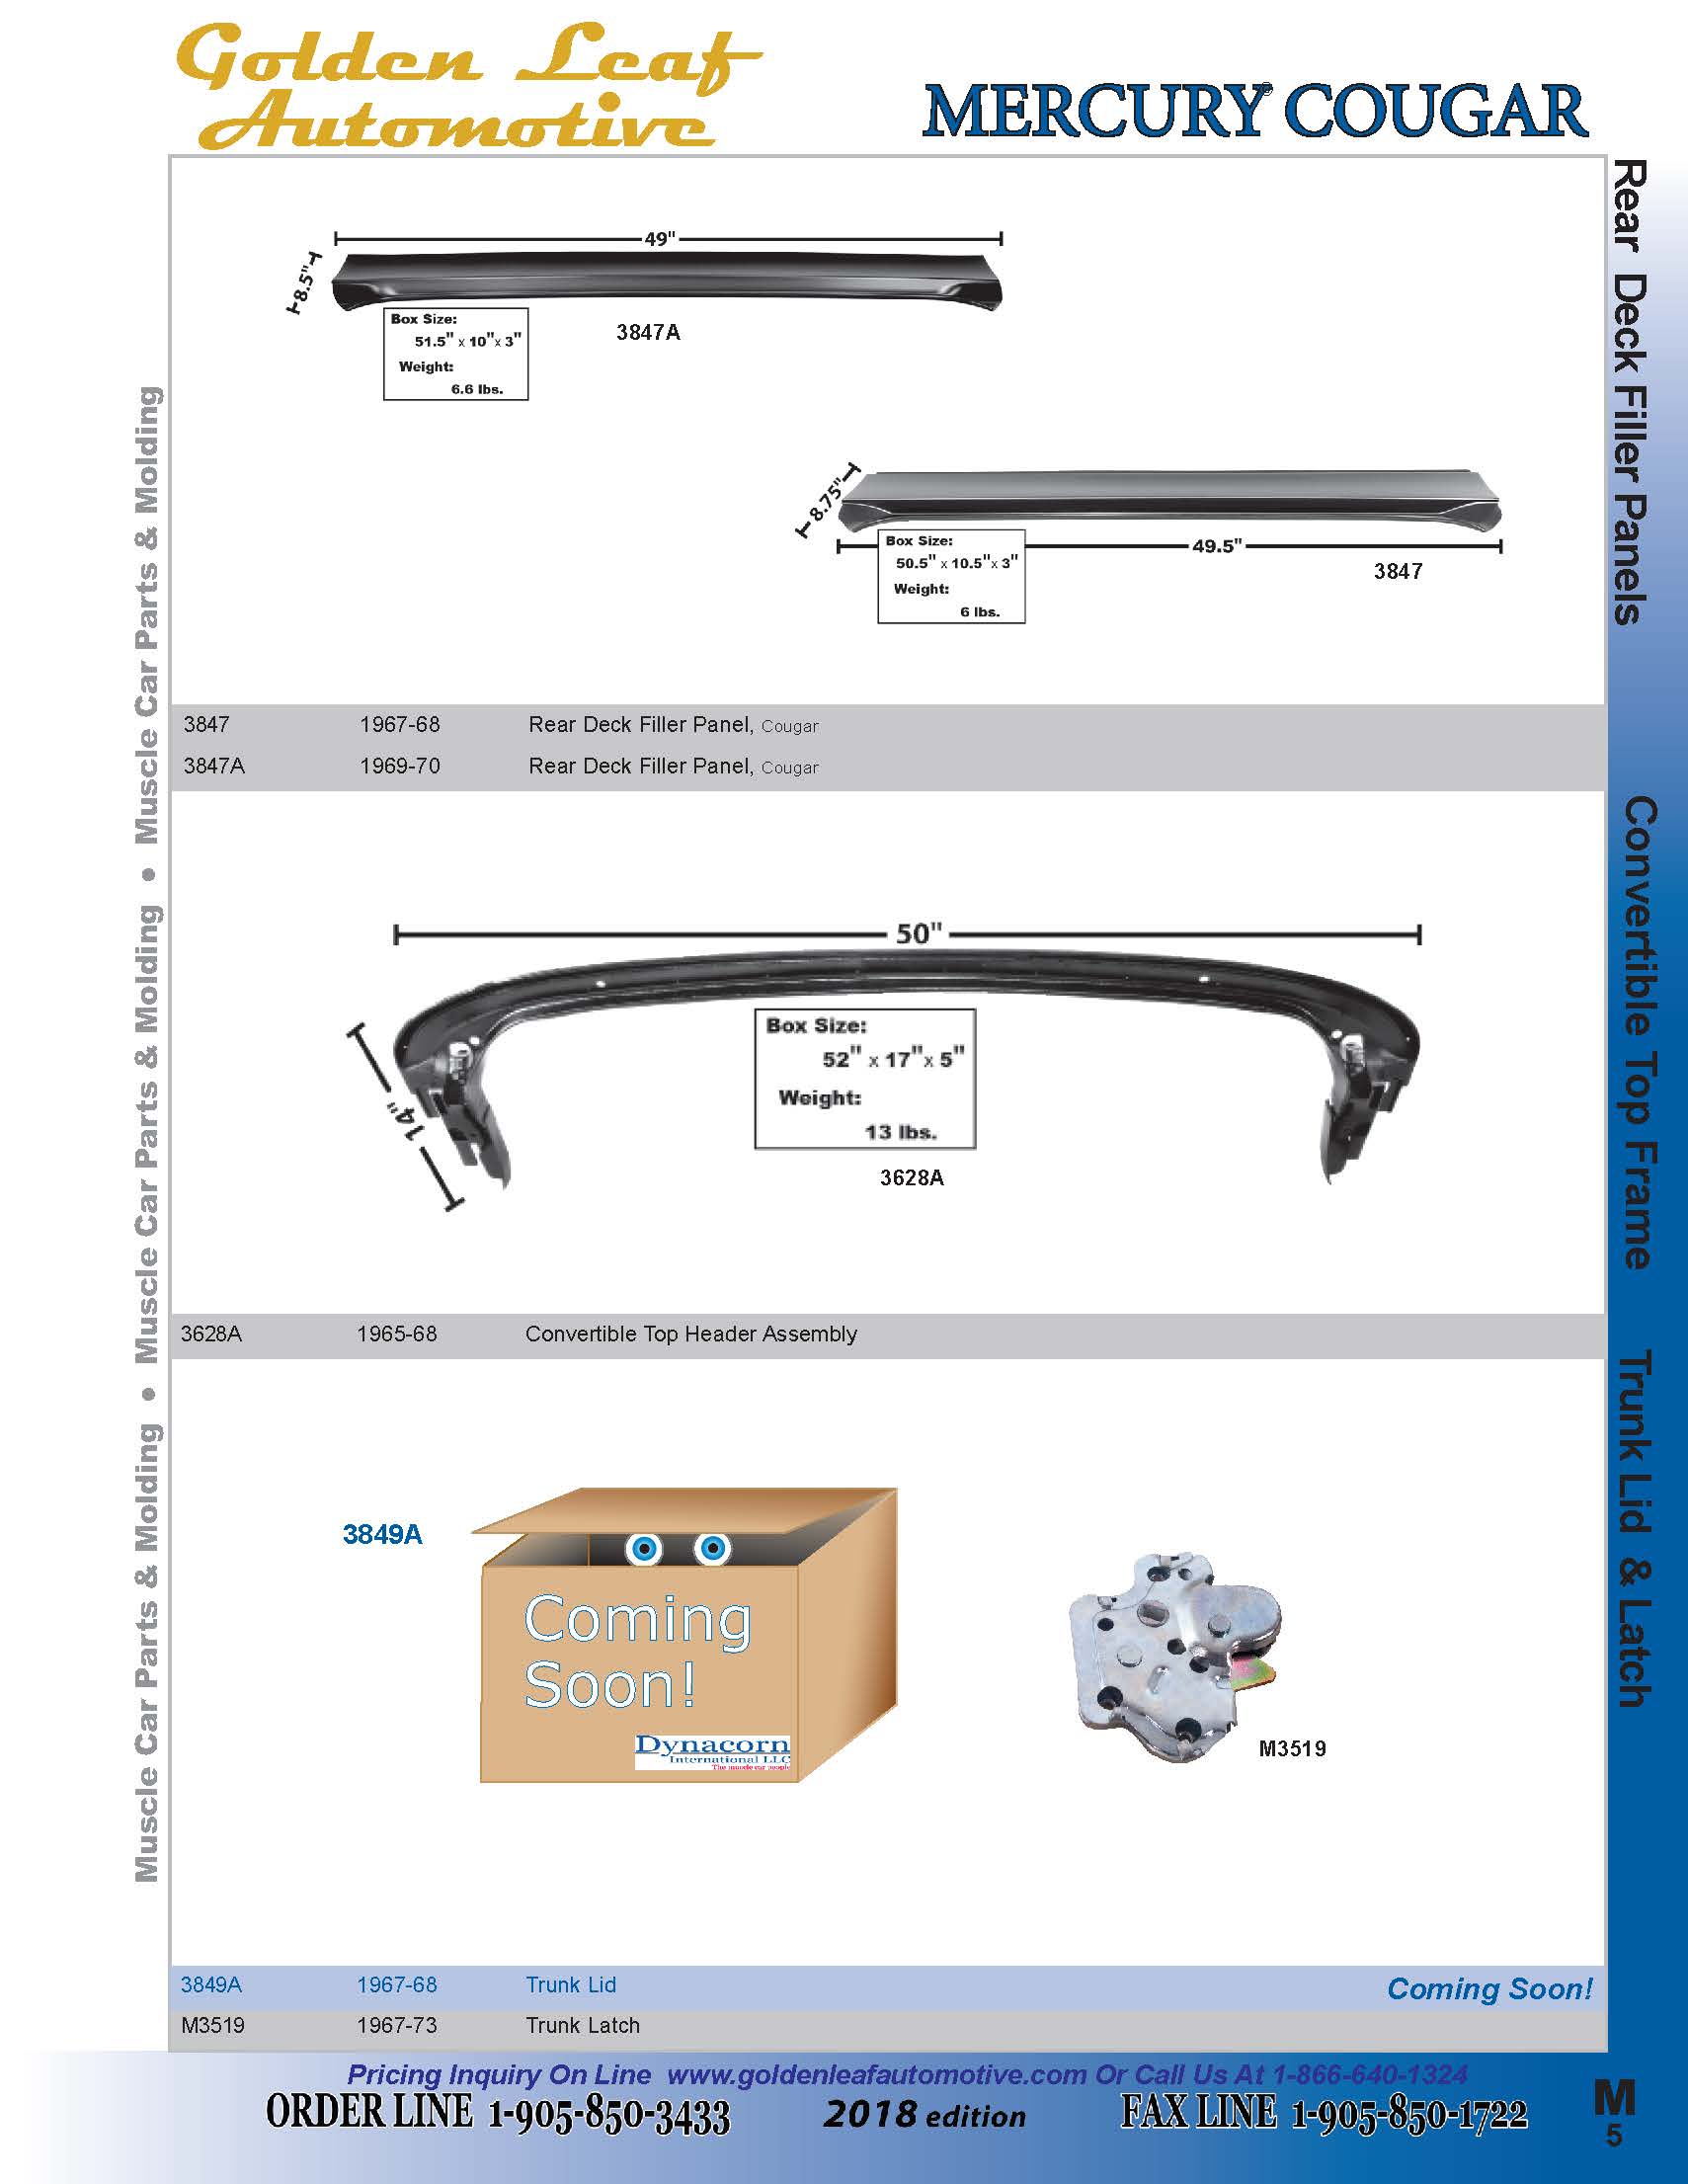 Golden Leaf
Automotive
MERCURY® COUGAR
49"
8.5"
Box Size:
51.5" x 10"x 3"
Weight:
6.6 lbs.
3847A
8.75"
Box Size:
50.5" x 10.5"x 3"
Weight:
6 lbs.
49.5"
3847
3847 1967-68 Rear Deck Filler Panel, Cougar
3847A 1969-70 Rear Deck Filler Panel, Cougar
50"
14"
Box Size:
52" x 17"x 5"
Weight:
13 lbs.
3628A
3628A 1965-68 Convertible Top Header Assembly
3849A
Coming
Soon!
Dynacorn
International LLC
The muscle car people
M3519
3849A 1967-68 Trunk Lid Coming Soon!
M3519 1967-73 Trunk Latch
Muscle Car Parts & Molding • Muscle Car Parts & Molding • Muscle Car Parts & Molding
Rear Deck Filler Panels
Convertible Top Frame
Trunk Lid & Latch
Pricing Inquiry On Line www.goldenleafautomotive.com Or Call Us At 1-866-640-1324
ORDER LINE 1-905-850-3433 2018 edition FAX LINE 1-905-850-1722
M
5